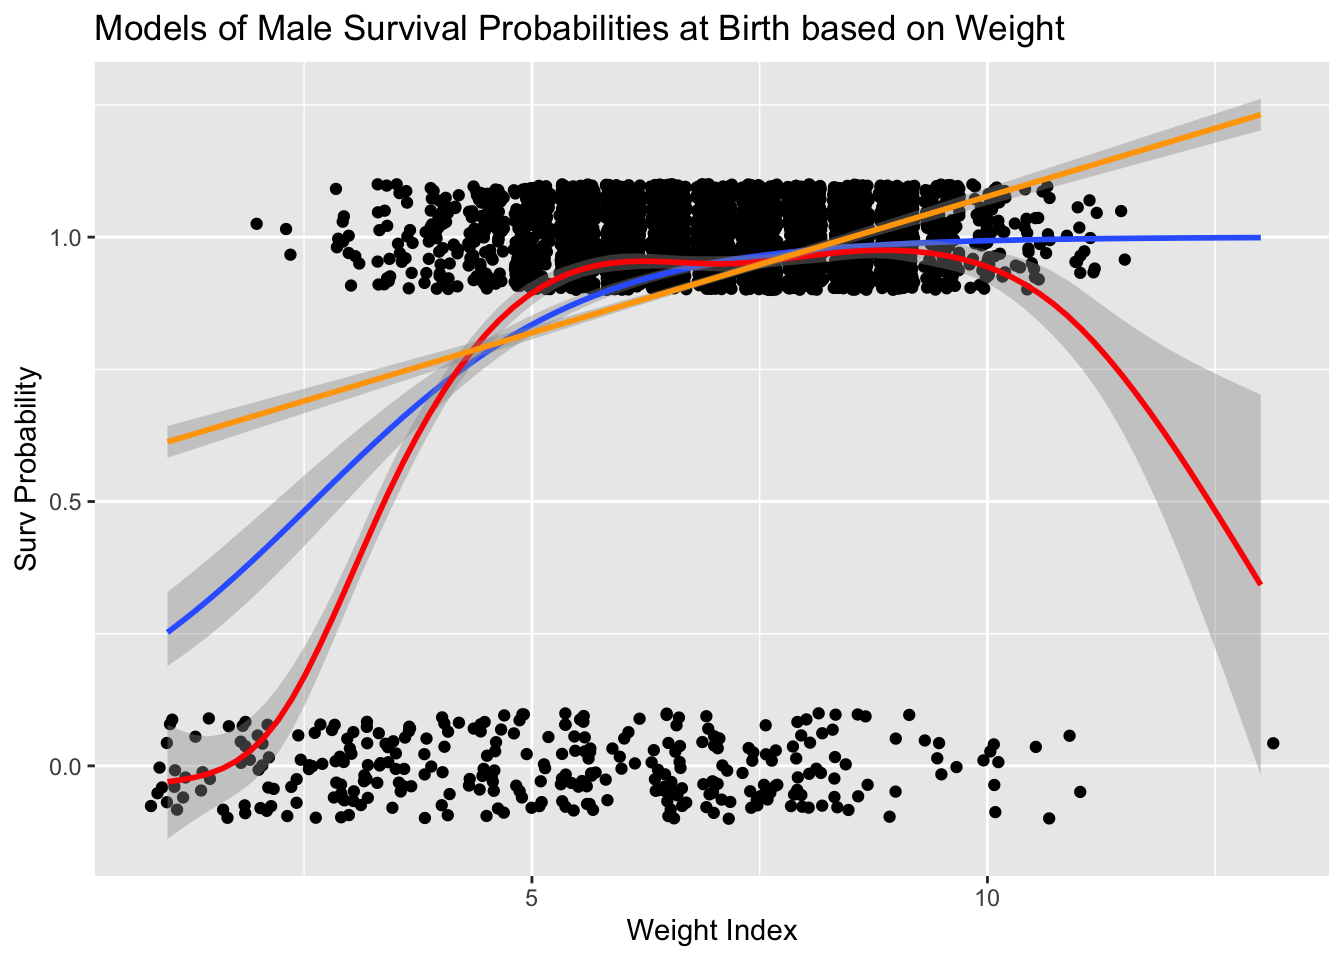 Models of Male Survival Probabilities at Birth based on Weight
Surv Probability
1.0
0.5
0.0
5
10
Weight Index